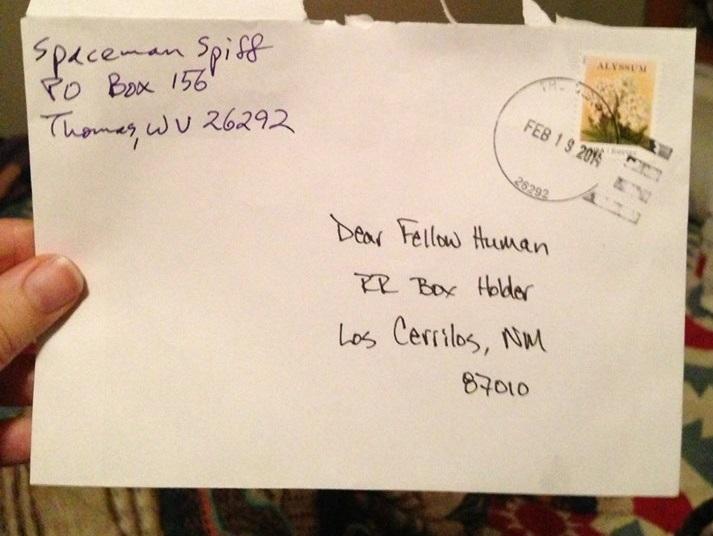 Spaceman Spiff
PO Box 156
Thomas, WV 26292
ALYSSUM
FEB 19 2014
26292
Dear Fellow Human
RR Box Holder
Los Cerrilos, NM
87010